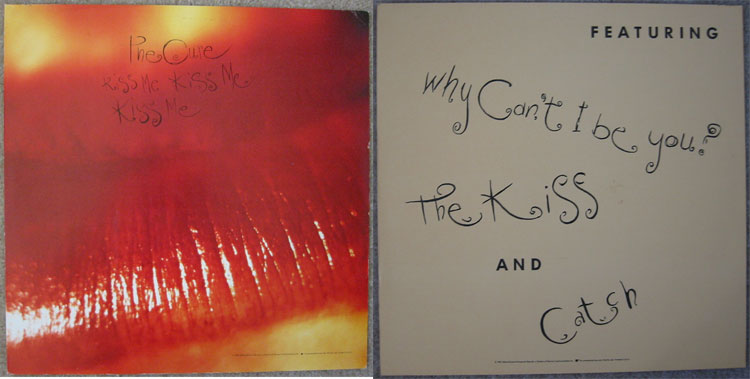 The Cure
Kiss Me Kiss Me
Kiss Me
FEATURING
Why Can't I be you?
The Kiss
AND
Catch